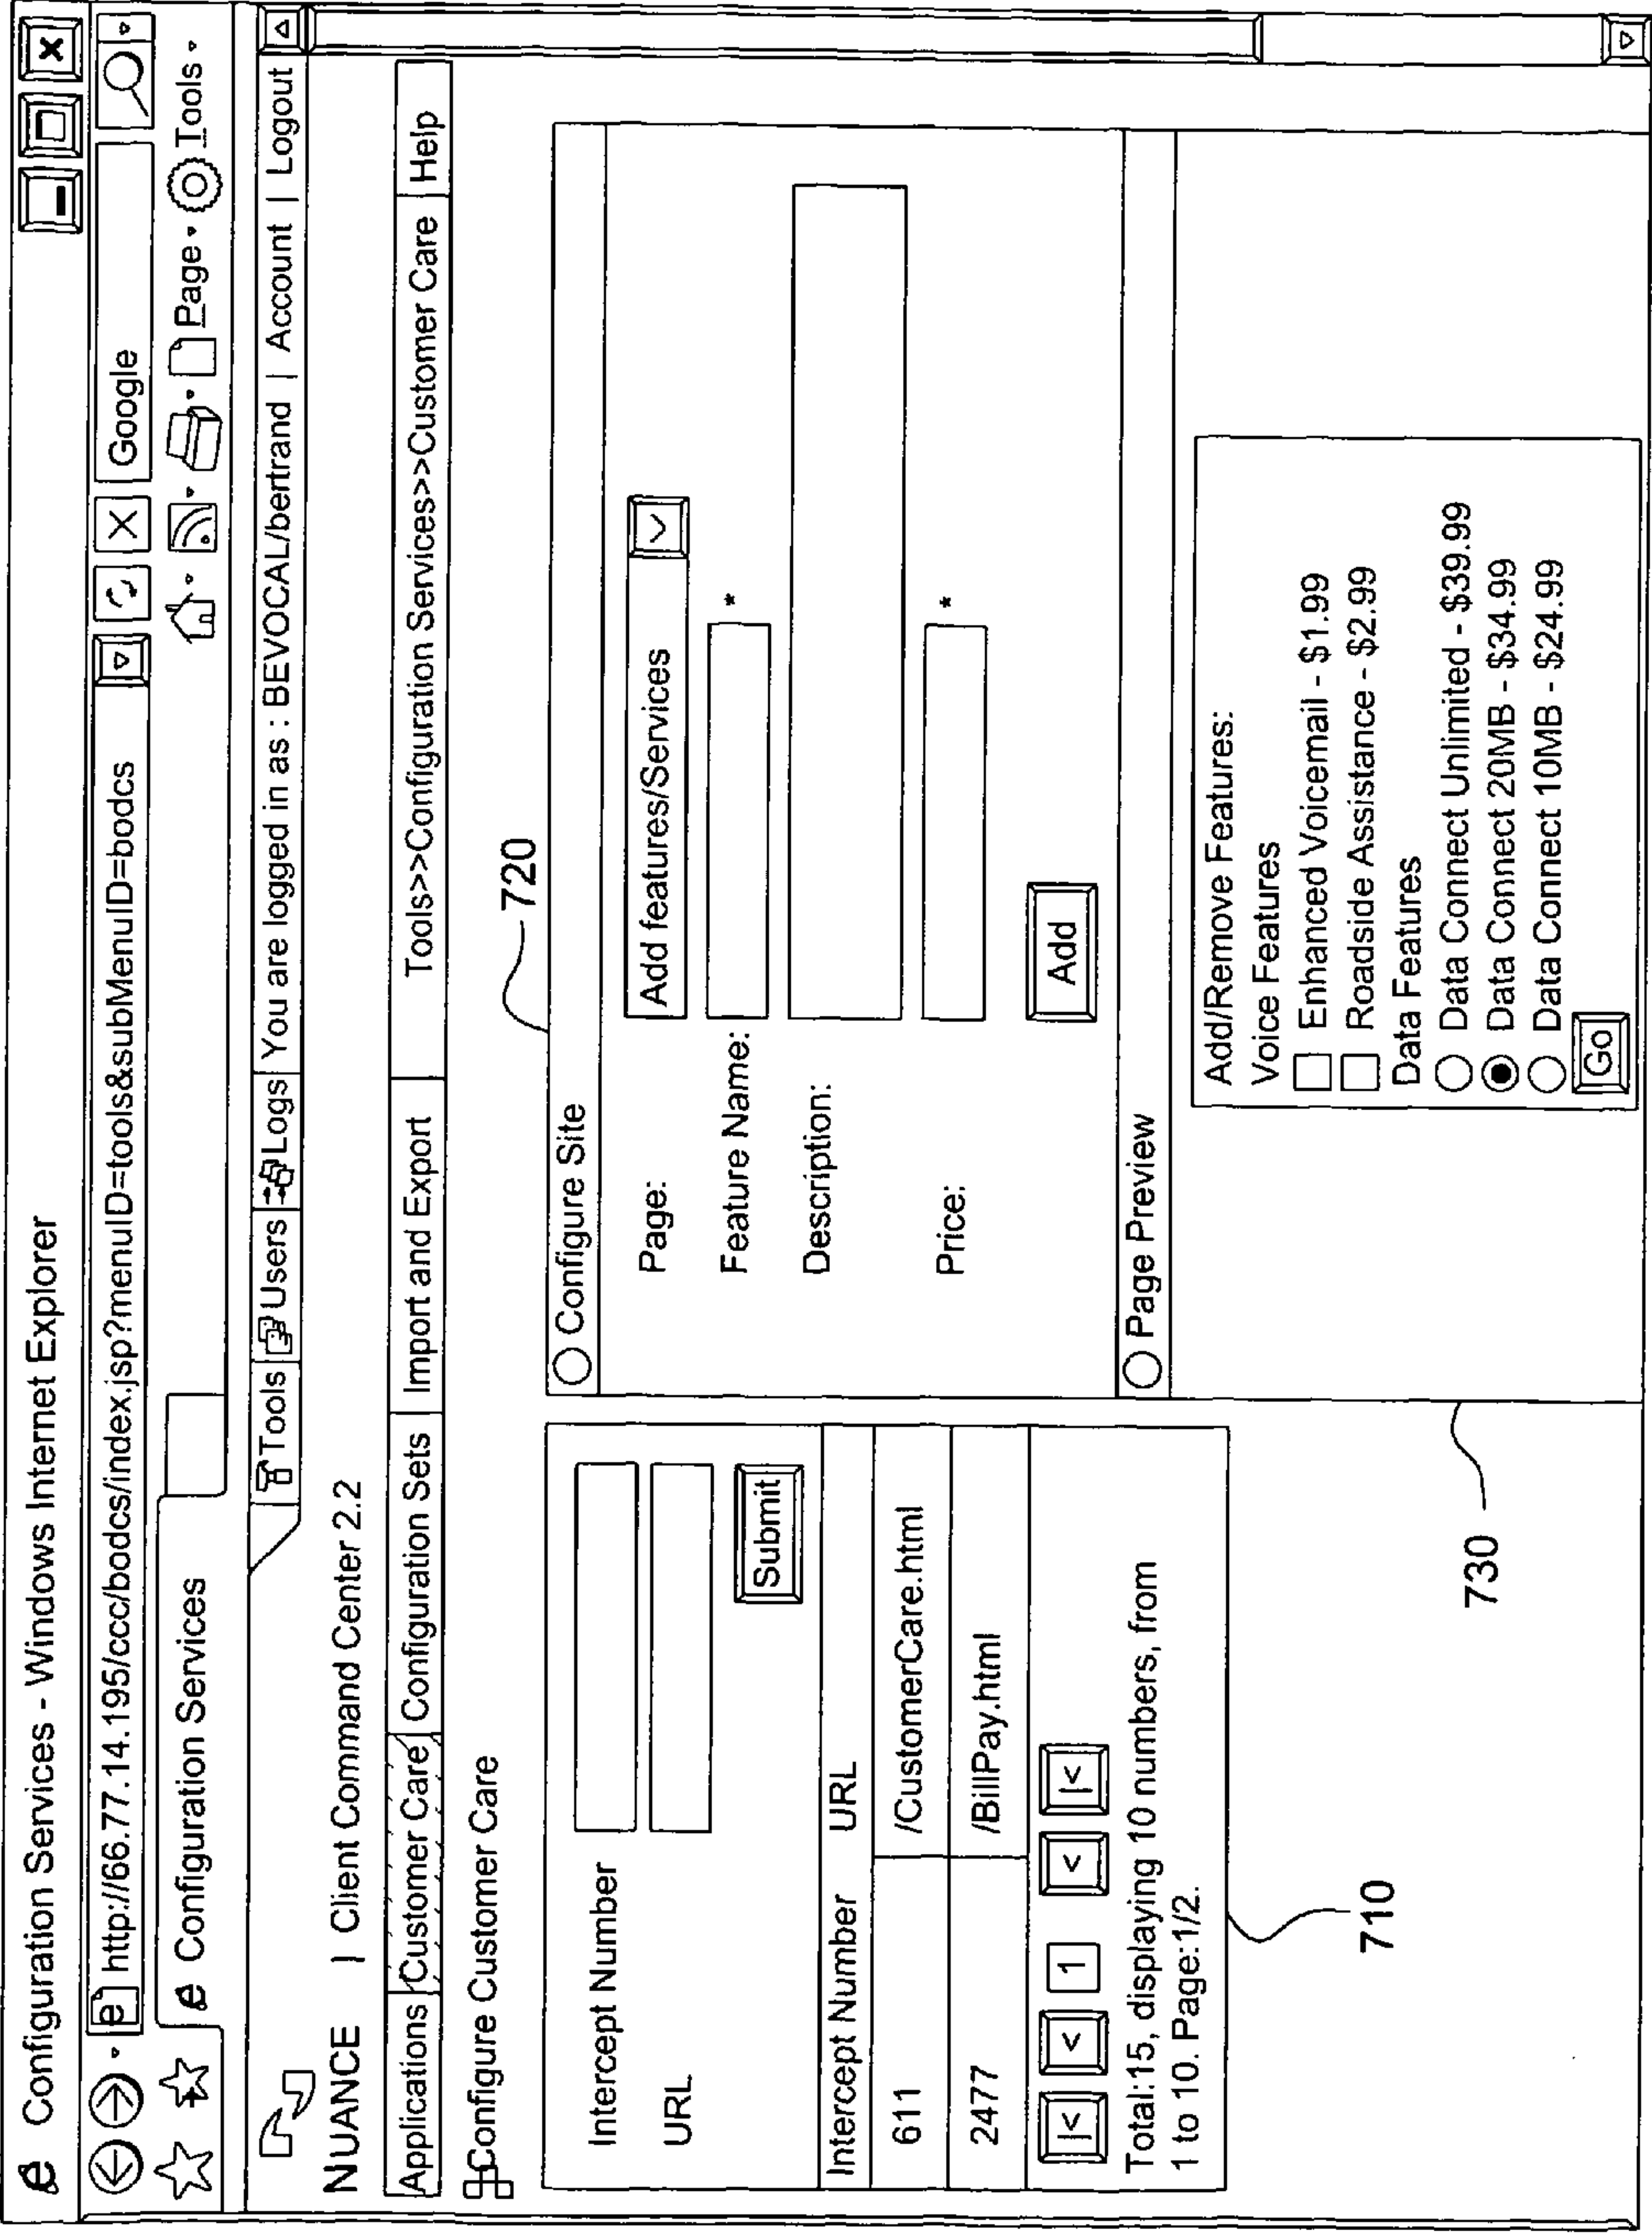 Configuration Services - Windows Internet Explorer
http://66.77.14.195/ccc/bodcs/index.jsp?menuID=tools&subMenuID=bodcs
Google
Configuration Services
Page
Tools
Tools Users Logs You are logged in as : BEVOCAL/bertrand | Account | Logout
NUANCE | Client Command Center 2.2
Applications Customer Care Configuration Sets Import and Export Tools>>Configuration Services>>Customer Care Help
Configure Customer Care
720
Intercept Number
URL
Submit
Intercept Number URL
611 /CustomerCare.html
2477 /BillPay.html
|< < 1 < |<
Total:15, displaying 10 numbers, from
1 to 10. Page:1/2.
710
Configure Site
Page: Add features/Services
Feature Name: *
Description:
Price: *
Add
Page Preview
Add/Remove Features:
Voice Features
Enhanced Voicemail - $1.99
Roadside Assistance - $2.99
Data Features
Data Connect Unlimited - $39.99
Data Connect 20MB - $34.99
Data Connect 10MB - $24.99
Go
730